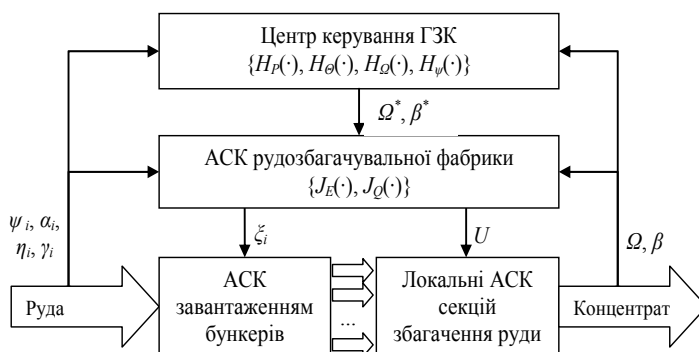 Центр керування ГЗК
{H_P(·), H_Θ(·), H_Ω(·), H_ψ(·)}
Ω*, β*
АСК рудозбагачувальної фабрики
{J_E(·), J_Q(·)}
ψ_i, α_i,
η_i, γ_i
ξ_i
U
Ω, β
Руда
АСК
завантаженням
бункерів
...
Локальні АСК
секцій
збагачення руди
Концентрат